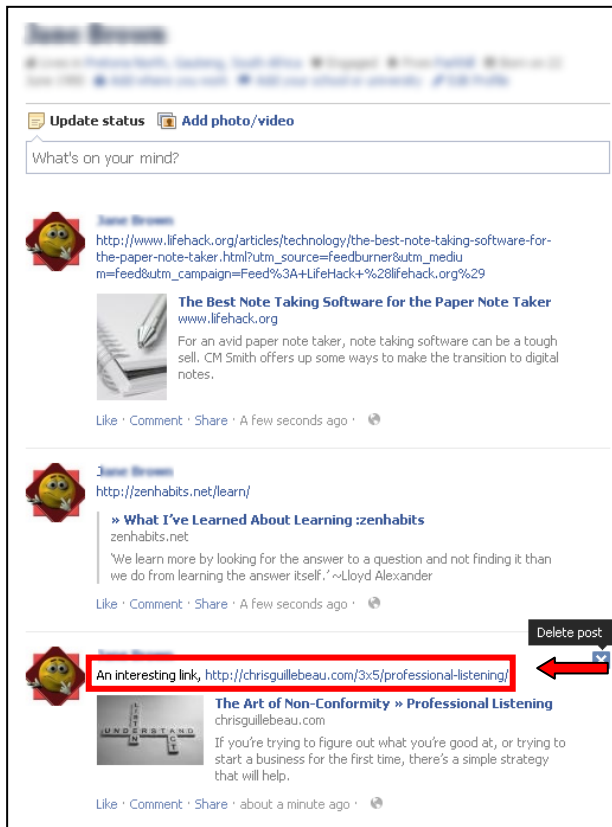 Update status Add photo/video
What's on your mind?
http://www.lifehack.org/articles/technology/the-best-note-taking-software-for-
the-paper-note-taker.html?utm_source=feedburner&utm_mediu
m=feed&utm_campaign=Feed%3A+LifeHack+%28lifehack.org%29
The Best Note Taking Software for the Paper Note Taker
www.lifehack.org
For an avid paper note taker, note taking software can be a tough
sell. CM Smith offers up some ways to make the transition to digital
notes.
Like · Comment · Share · A few seconds ago ·
http://zenhabits.net/learn/
» What I've Learned About Learning :zenhabits
zenhabits.net
'We learn more by looking for the answer to a question and not finding it than
we do from learning the answer itself.' ~Lloyd Alexander
Like · Comment · Share · A few seconds ago ·
Delete post
An interesting link, http://chrisguillebeau.com/3x5/professional-listening/
The Art of Non-Conformity » Professional Listening
chrisguillebeau.com
If you're trying to figure out what you're good at, or trying to
start a business for the first time, there's a simple strategy
that will help.
LISTEN
UNDERSTAND
ACT
Like · Comment · Share · about a minute ago ·